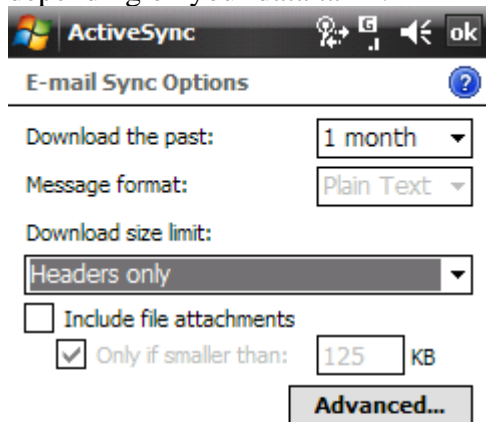 ActiveSync G ok
E-mail Sync Options ?
Download the past: 1 month
Message format: Plain Text
Download size limit:
Headers only
Include file attachments
Only if smaller than: 125 KB
Advanced...